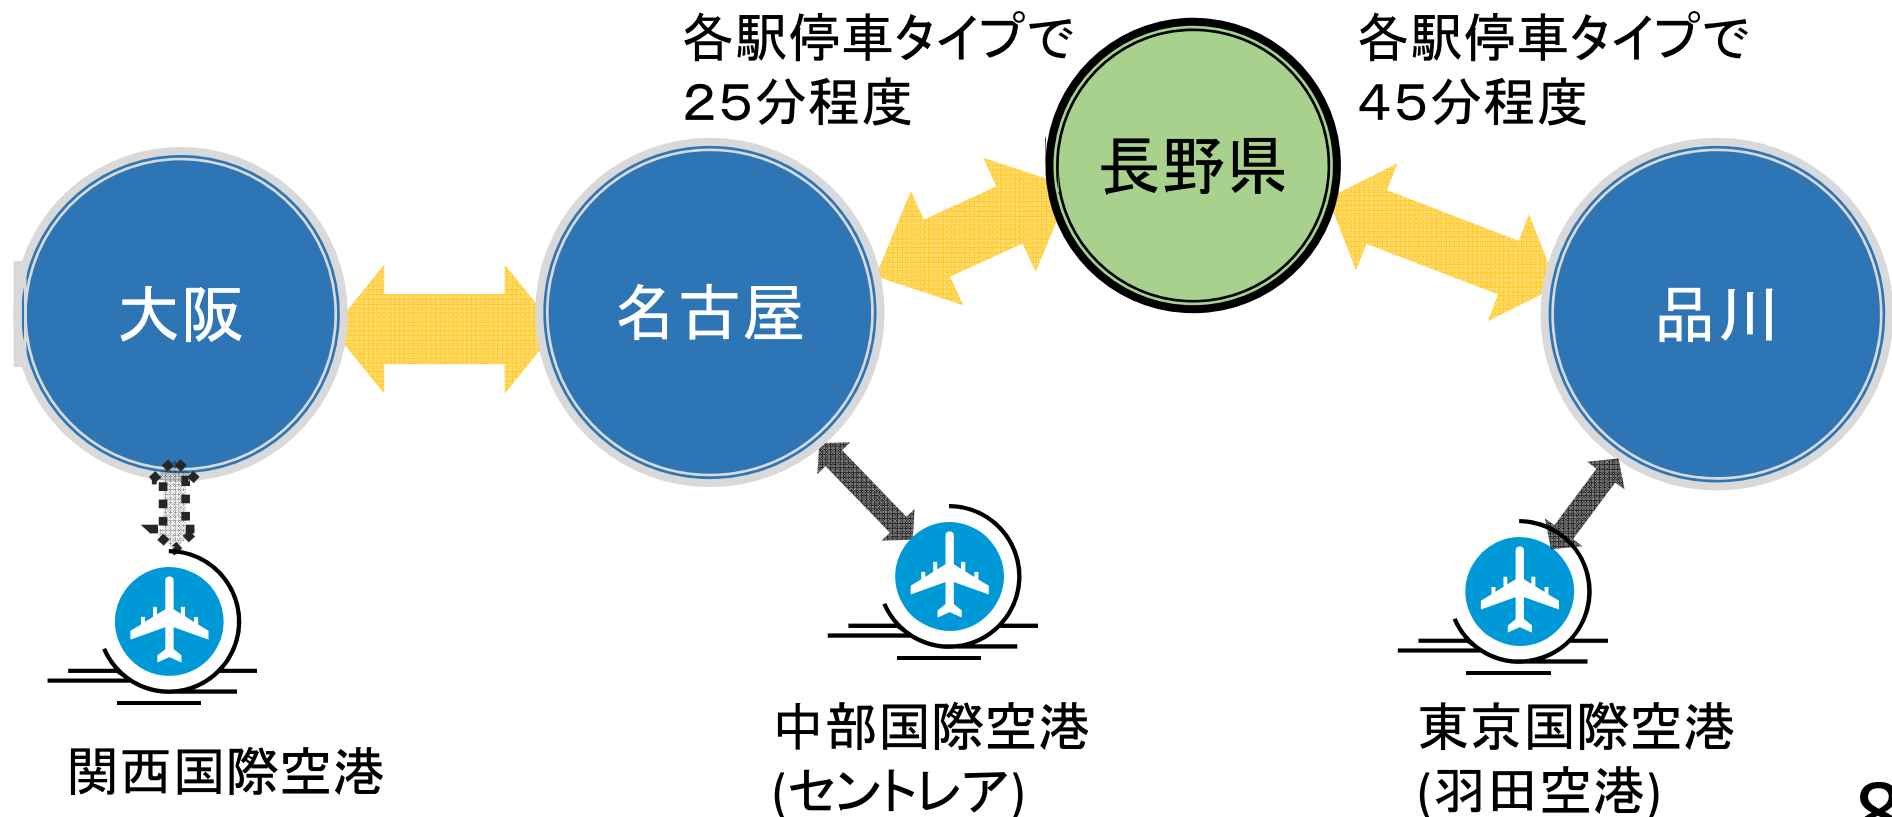 各駅停車タイプで
２５分程度
各駅停車タイプで
４５分程度
長野県
大阪
名古屋
品川
関西国際空港
中部国際空港
(セントレア)
東京国際空港
(羽田空港)
8